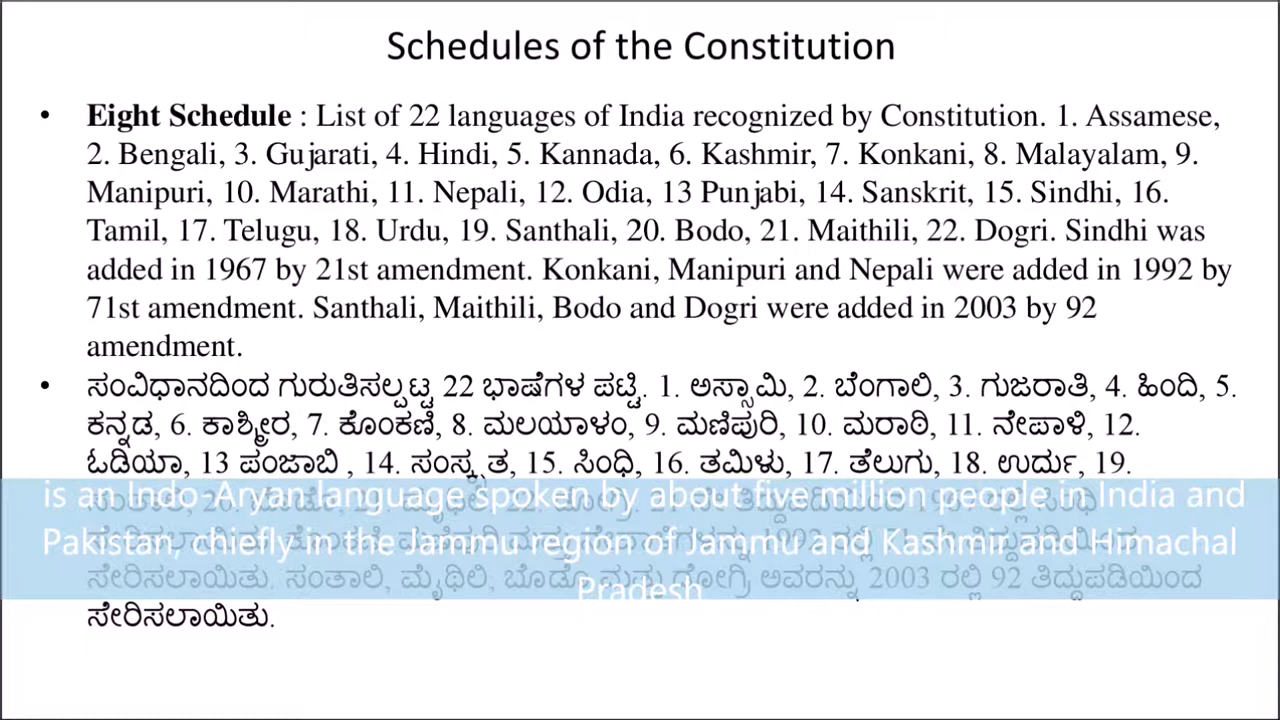 Schedules of the Constitution
• Eight Schedule : List of 22 languages of India recognized by Constitution. 1. Assamese,
2. Bengali, 3. Gujarati, 4. Hindi, 5. Kannada, 6. Kashmir, 7. Konkani, 8. Malayalam, 9.
Manipuri, 10. Marathi, 11. Nepali, 12. Odia, 13 Punjabi, 14. Sanskrit, 15. Sindhi, 16.
Tamil, 17. Telugu, 18. Urdu, 19. Santhali, 20. Bodo, 21. Maithili, 22. Dogri. Sindhi was
added in 1967 by 21st amendment. Konkani, Manipuri and Nepali were added in 1992 by
71st amendment. Santhali, Maithili, Bodo and Dogri were added in 2003 by 92
amendment.
• ಸಂವಿಧಾನದಿಂದ ಗುರುತಿಸಲ್ಪಟ್ಟ 22 ಭಾಷೆಗಳ ಪಟ್ಟಿ. 1. ಅಸ್ಸಾಮಿ, 2. ಬೆಂಗಾಲಿ, 3. ಗುಜರಾತಿ, 4. ಹಿಂದಿ, 5.
ಕನ್ನಡ, 6. ಕಾಶ್ಮೀರ, 7. ಕೊಂಕಣಿ, 8. ಮಲಯಾಳಂ, 9. ಮಣಿಪುರಿ, 10. ಮರಾಠಿ, 11. ನೇಪಾಳಿ, 12.
ಓಡಿಯಾ, 13 ಪಂಜಾಬಿ , 14. ಸಂಸ್ಕೃತ, 15. ಸಿಂಧಿ, 16. ತಮಿಳು, 17. ತೆಲುಗು, 18. ಉರ್ದು, 19.
is an Indo-Aryan language spoken by about five million people in India and
Pakistan, chiefly in the Jammu region of Jammu and Kashmir and Himachal
Pradesh
ಸೇರಿಸಲಾಯಿತು. ಸಂತಾಲಿ, ಮೈಥಿಲಿ, ಬೊಡೊ ಮತ್ತು ಡೋಗ್ರಿ ಅವರನ್ನು 2003 ರಲ್ಲಿ 92 ತಿದ್ದುಪಡಿಯಿಂದ
ಸೇರಿಸಲಾಯಿತು.